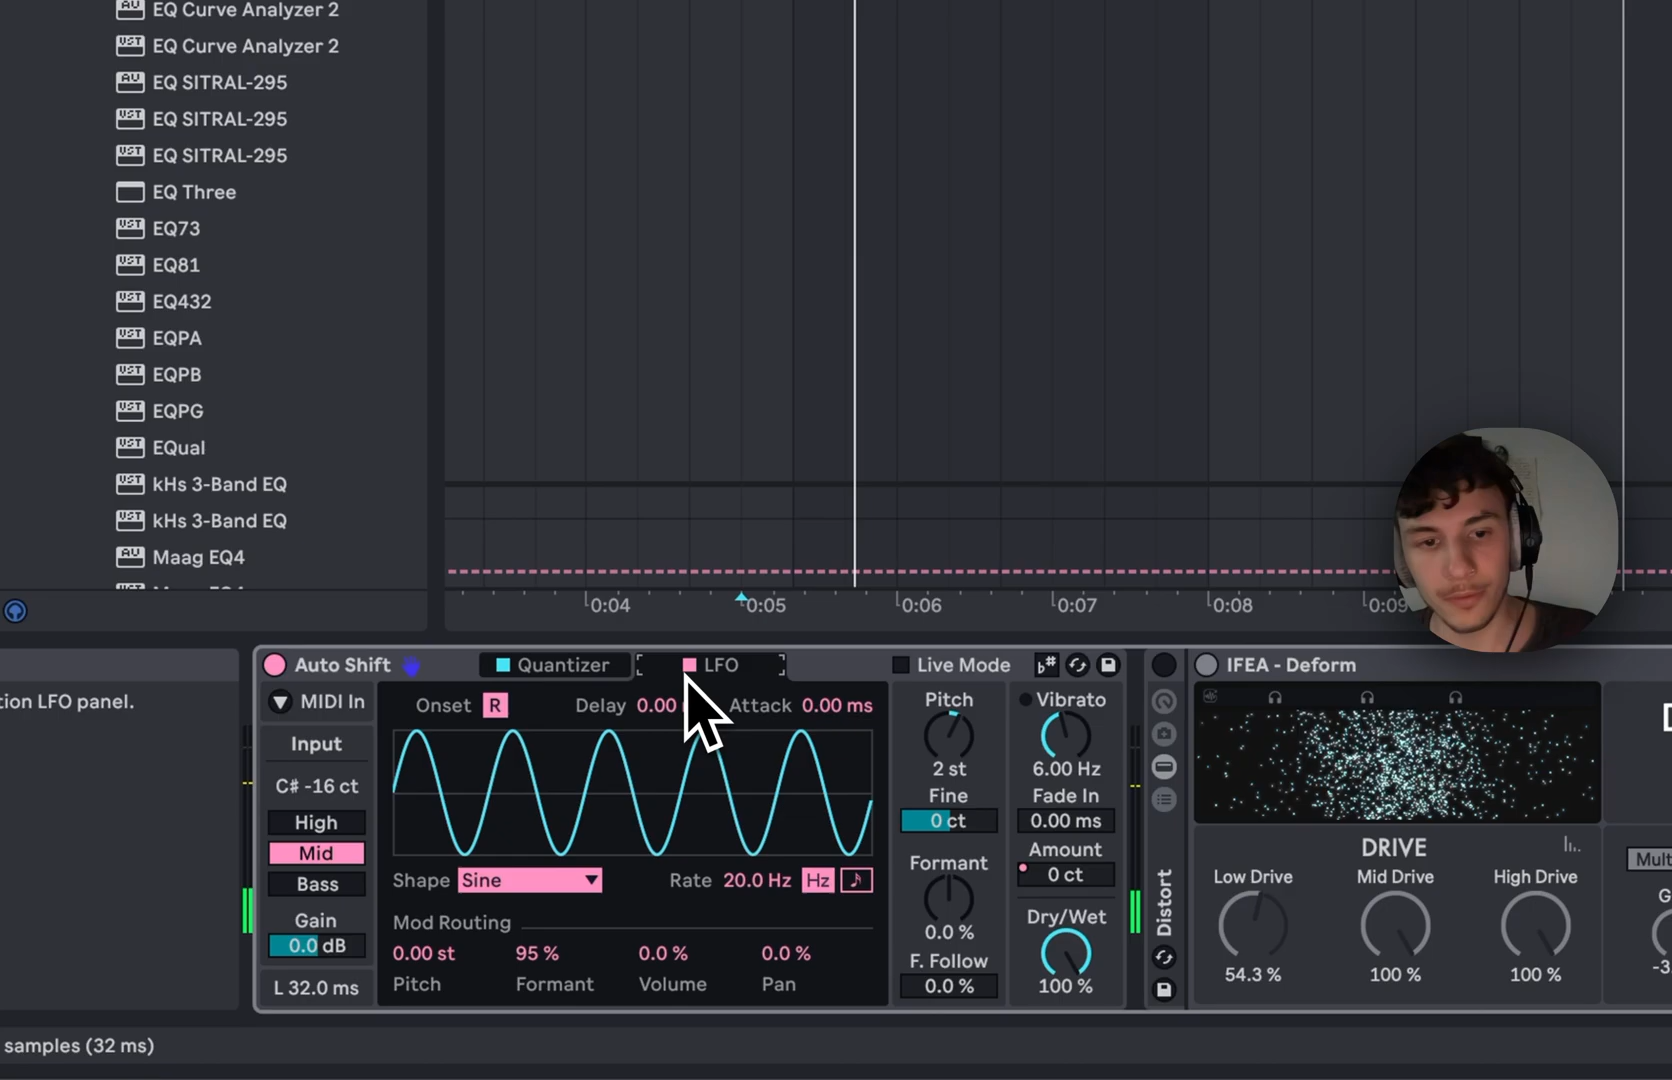 EQ Curve Analyzer 2
EQ Curve Analyzer 2
EQ SITRAL-295
EQ SITRAL-295
EQ SITRAL-295
EQ Three
EQ73
EQ81
EQ432
EQPA
EQPB
EQPG
EQual
kHs 3-Band EQ
kHs 3-Band EQ
Maag EQ4
0:04 0:05 0:06 0:07 0:08 0:09
tion LFO panel.
Auto Shift Quantizer LFO Live Mode
MIDI In
Input
C# -16 ct
High
Mid
Bass
Gain
0.0 dB
L 32.0 ms
Onset R Delay 0.00 Attack 0.00 ms
Shape Sine Rate 20.0 Hz Hz
Mod Routing
0.00 st 95 % 0.0 % 0.0 %
Pitch Formant Volume Pan
Pitch
2 st
Fine
0 ct
Formant
0.0 %
F. Follow
0.0 %
Vibrato
6.00 Hz
Fade In
0.00 ms
Amount
0 ct
Dry/Wet
100 %
Distort
IFEA - Deform
DRIVE
Low Drive Mid Drive High Drive
54.3 % 100 % 100 %
Mult
G
-3
samples (32 ms)